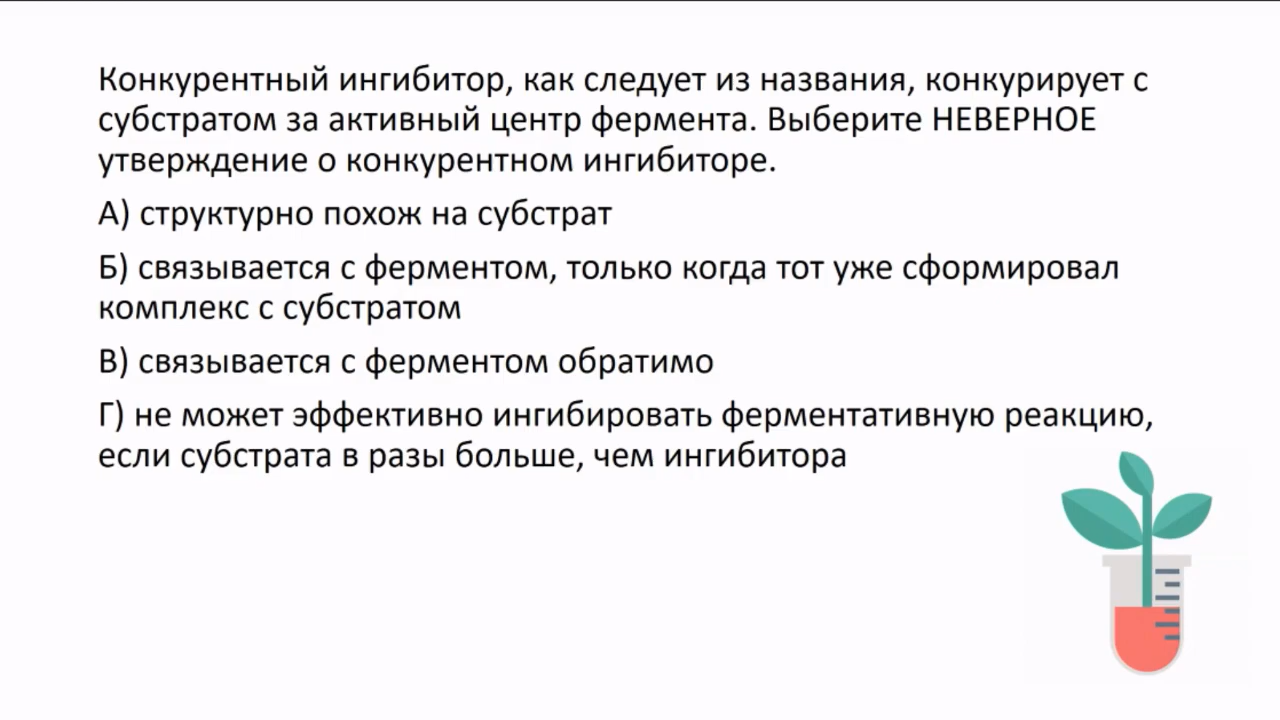 Конкурентный ингибитор, как следует из названия, конкурирует с
субстратом за активный центр фермента. Выберите НЕВЕРНОЕ
утверждение о конкурентном ингибиторе.
А) структурно похож на субстрат
Б) связывается с ферментом, только когда тот уже сформировал
комплекс с субстратом
В) связывается с ферментом обратимо
Г) не может эффективно ингибировать ферментативную реакцию,
если субстрата в разы больше, чем ингибитора